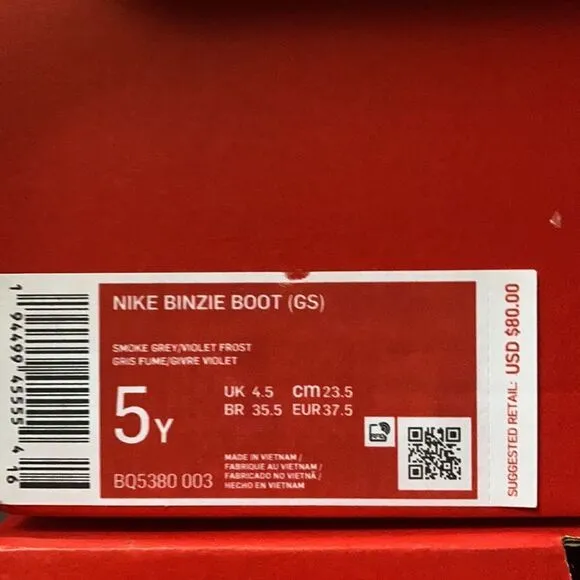 NIKE BINZIE BOOT (GS)
SMOKE GREY/VIOLET FROST
GRIS FUME/GIVRE VIOLET
5Y
UK 4.5 cm 23.5
BR 35.5 EUR 37.5
MADE IN VIETNAM /
FABRIQUE AU VIETNAM /
FABRICADO NO VIETNÃ /
HECHO EN VIETNAM
BQ5380 003
SUGGESTED RETAIL: USD $80.00
1 94499 45555 4 16